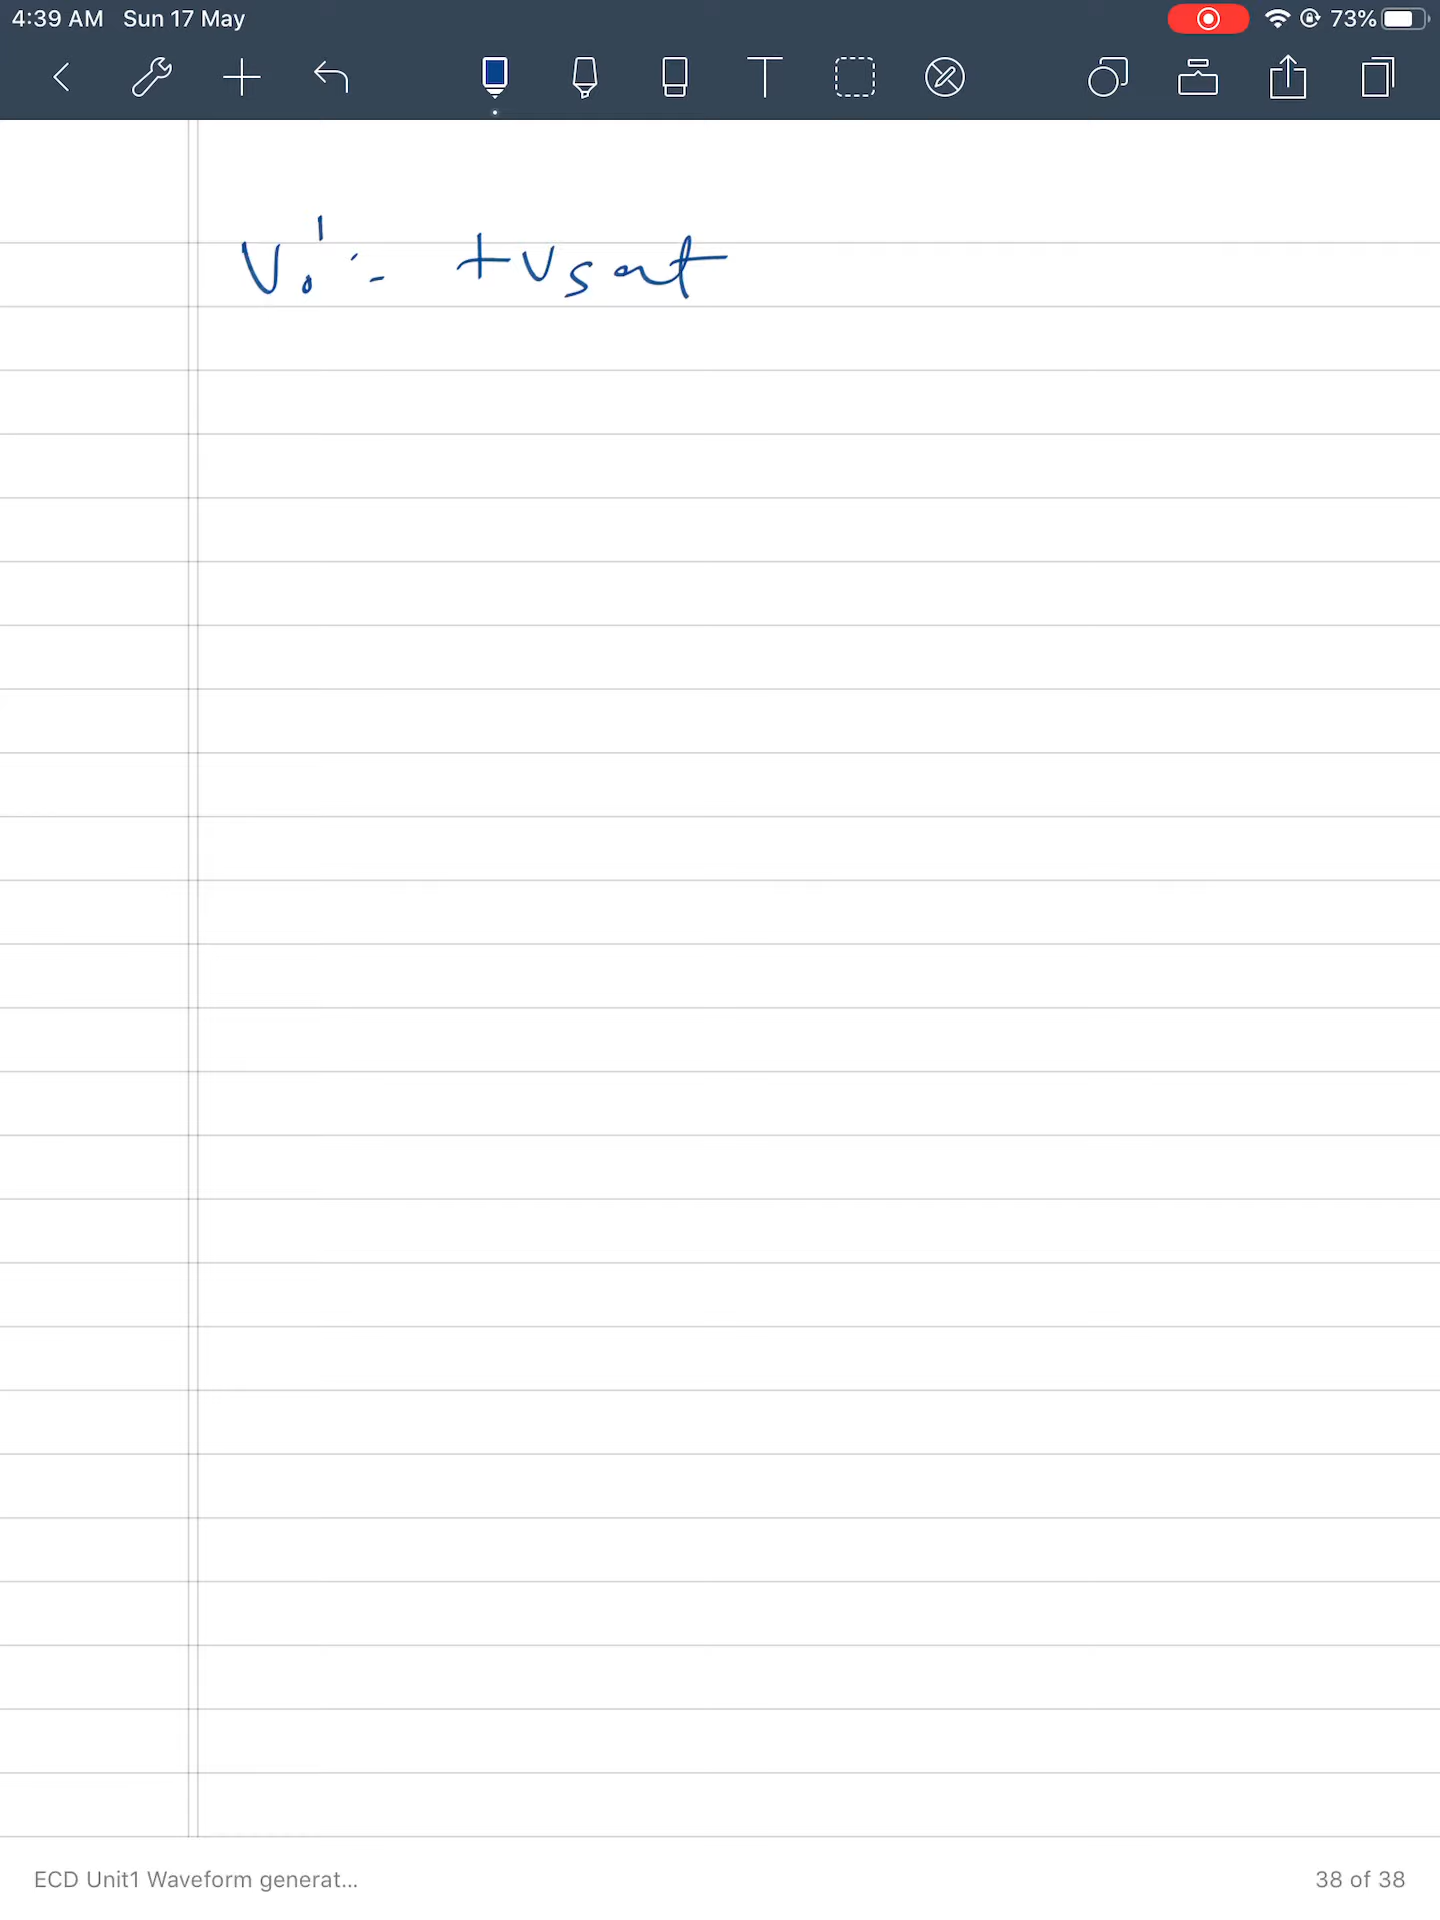 4:39 AM Sun 17 May 73%
V₀' = +Vsat
ECD Unit1 Waveform generat... 38 of 38